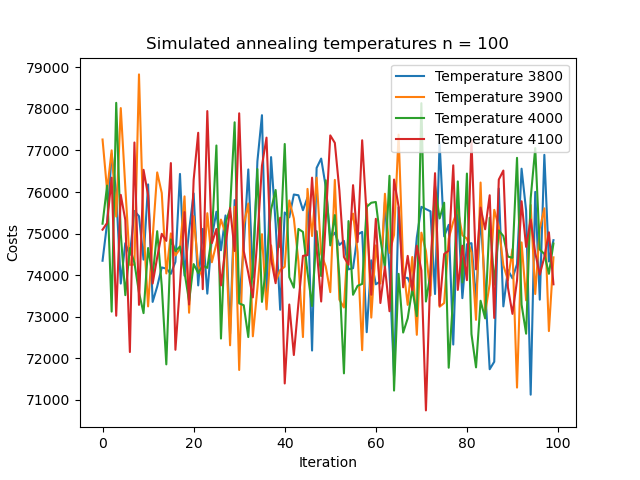 Simulated annealing temperatures n = 100
Temperature 3800
Temperature 3900
Temperature 4000
Temperature 4100
79000
78000
77000
76000
75000
74000
73000
72000
71000
Costs
0 20 40 60 80 100
Iteration